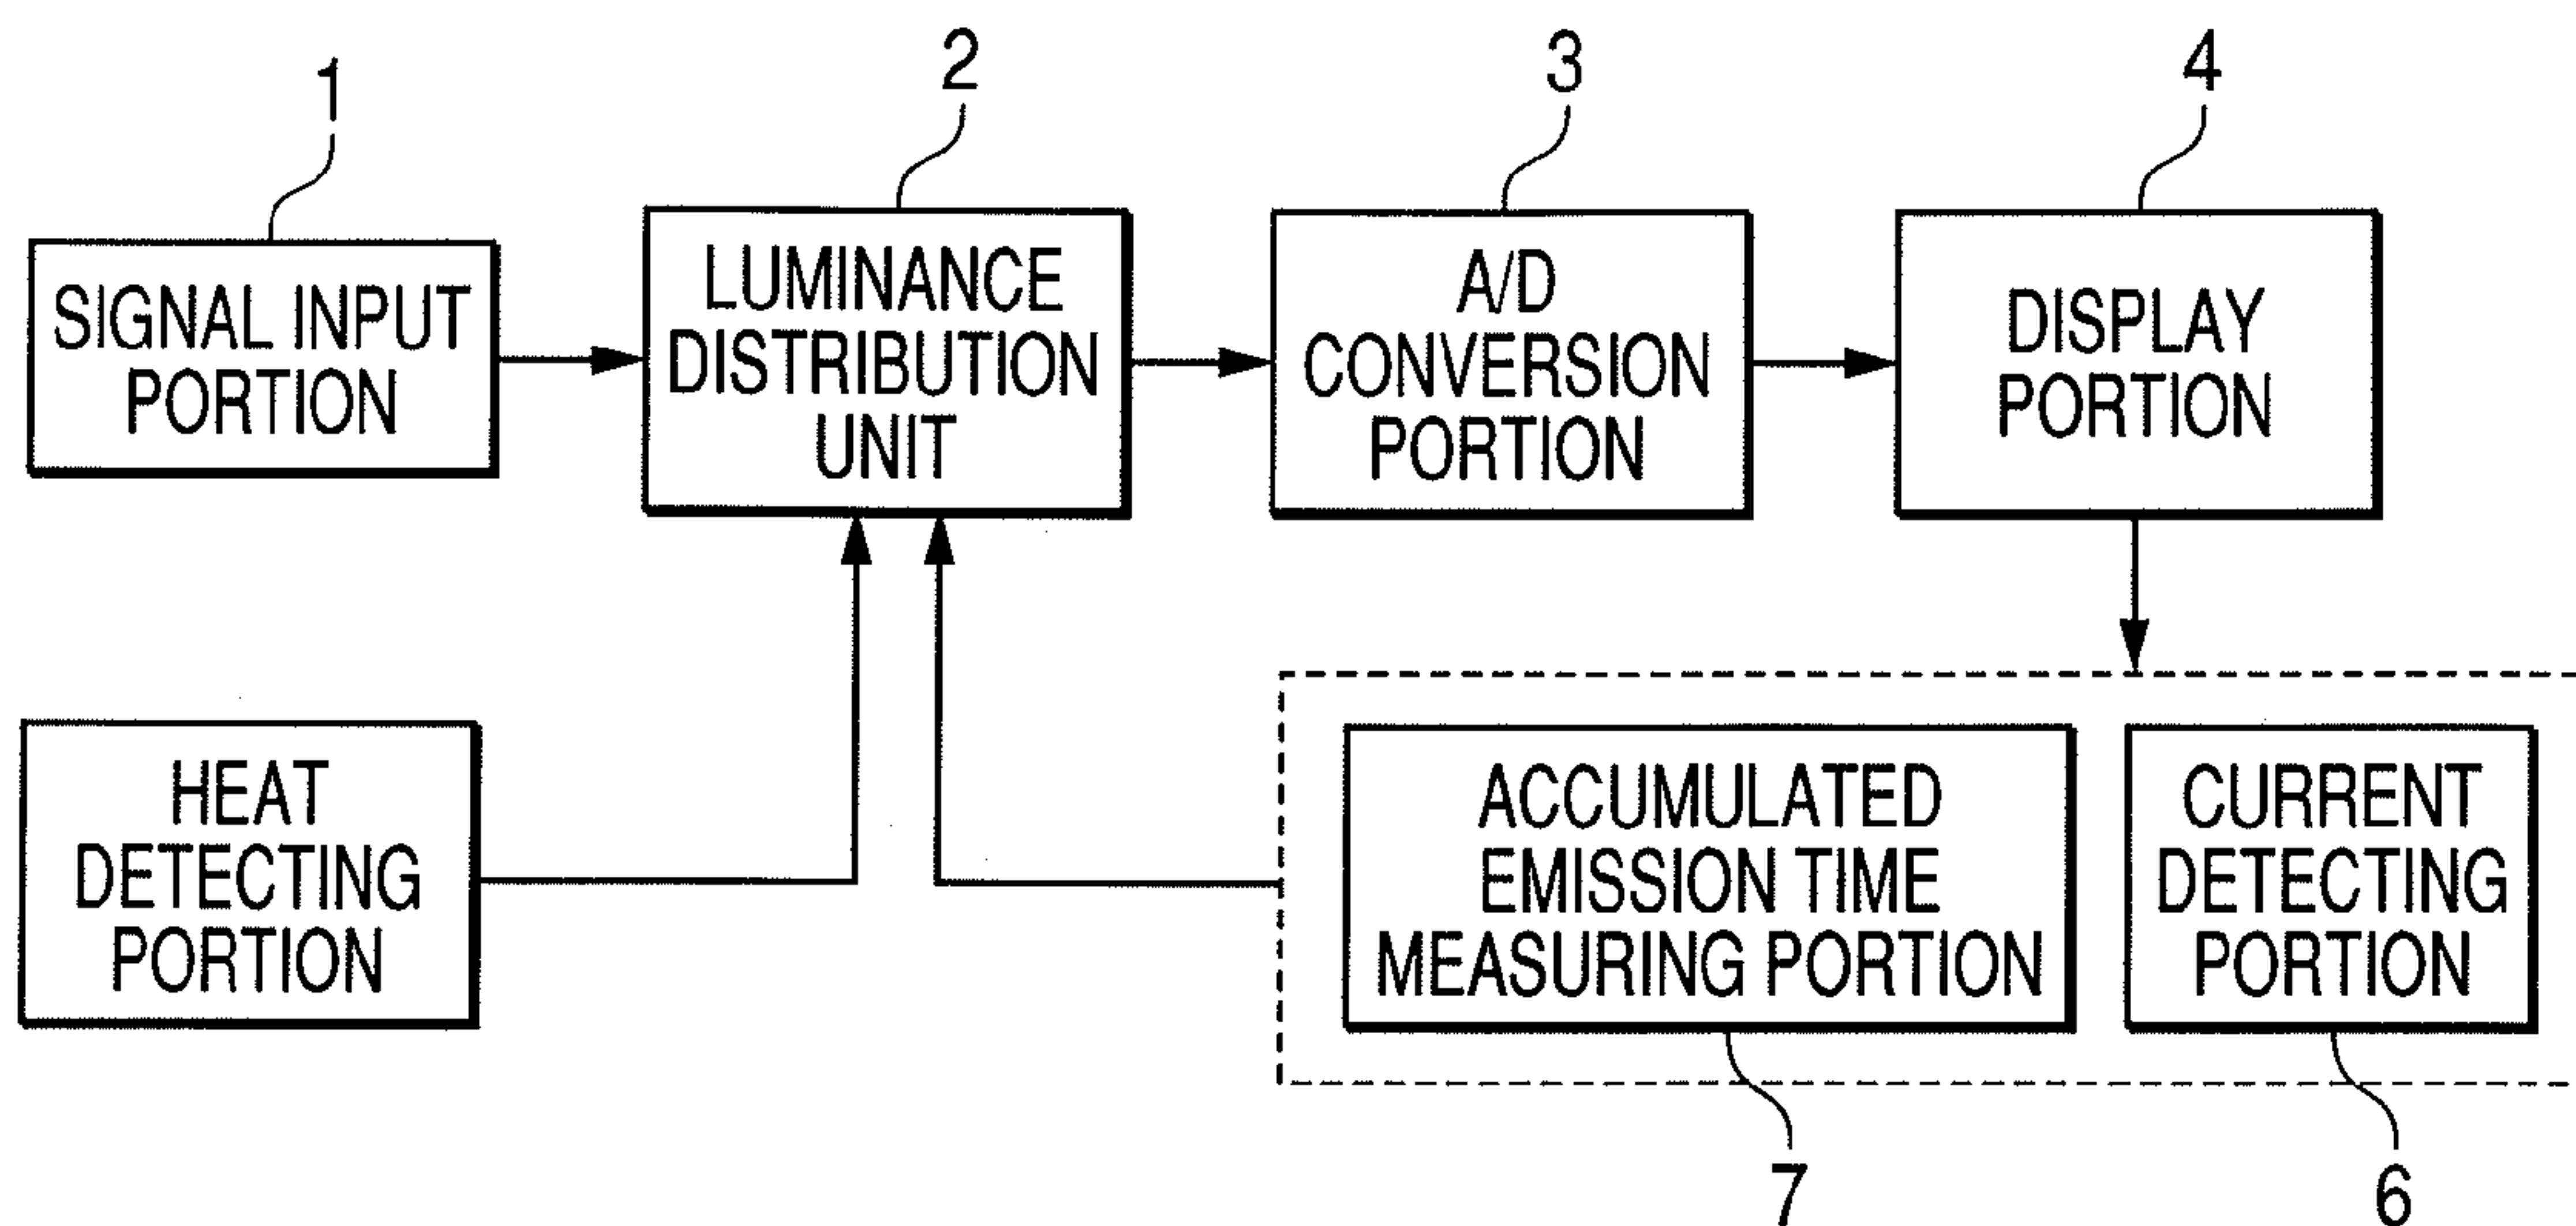 1
2
3
4
SIGNAL INPUT
PORTION
LUMINANCE
DISTRIBUTION
UNIT
A/D
CONVERSION
PORTION
DISPLAY
PORTION
HEAT
DETECTING
PORTION
ACCUMULATED
EMISSION TIME
MEASURING PORTION
CURRENT
DETECTING
PORTION
7
6